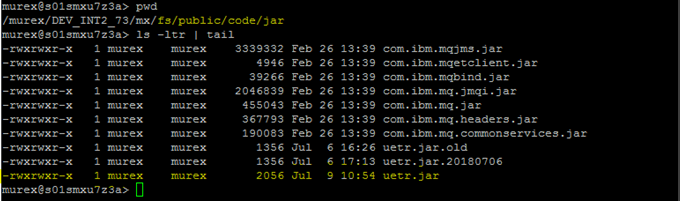 murex@s01smxu7z3a> pwd
/murex/DEV_INT2_73/mx/fs/public/code/jar
murex@s01smxu7z3a> ls -ltr | tail
-rwxrwxr-x 1 murex murex 3339332 Feb 26 13:39 com.ibm.mqjms.jar
-rwxrwxr-x 1 murex murex 4946 Feb 26 13:39 com.ibm.mqetclient.jar
-rwxrwxr-x 1 murex murex 39266 Feb 26 13:39 com.ibm.mqbind.jar
-rwxrwxr-x 1 murex murex 2046839 Feb 26 13:39 com.ibm.mq.jmqi.jar
-rwxrwxr-x 1 murex murex 455043 Feb 26 13:39 com.ibm.mq.jar
-rwxrwxr-x 1 murex murex 367793 Feb 26 13:39 com.ibm.mq.headers.jar
-rwxrwxr-x 1 murex murex 190083 Feb 26 13:39 com.ibm.mq.commonservices.jar
-rwxrwxr-x 1 murex murex 1356 Jul 6 16:26 uetr.jar.old
-rwxrwxr-x 1 murex murex 1356 Jul 6 17:13 uetr.jar.20180706
-rwxrwxr-x 1 murex murex 2056 Jul 9 10:54 uetr.jar
murex@s01smxu7z3a>